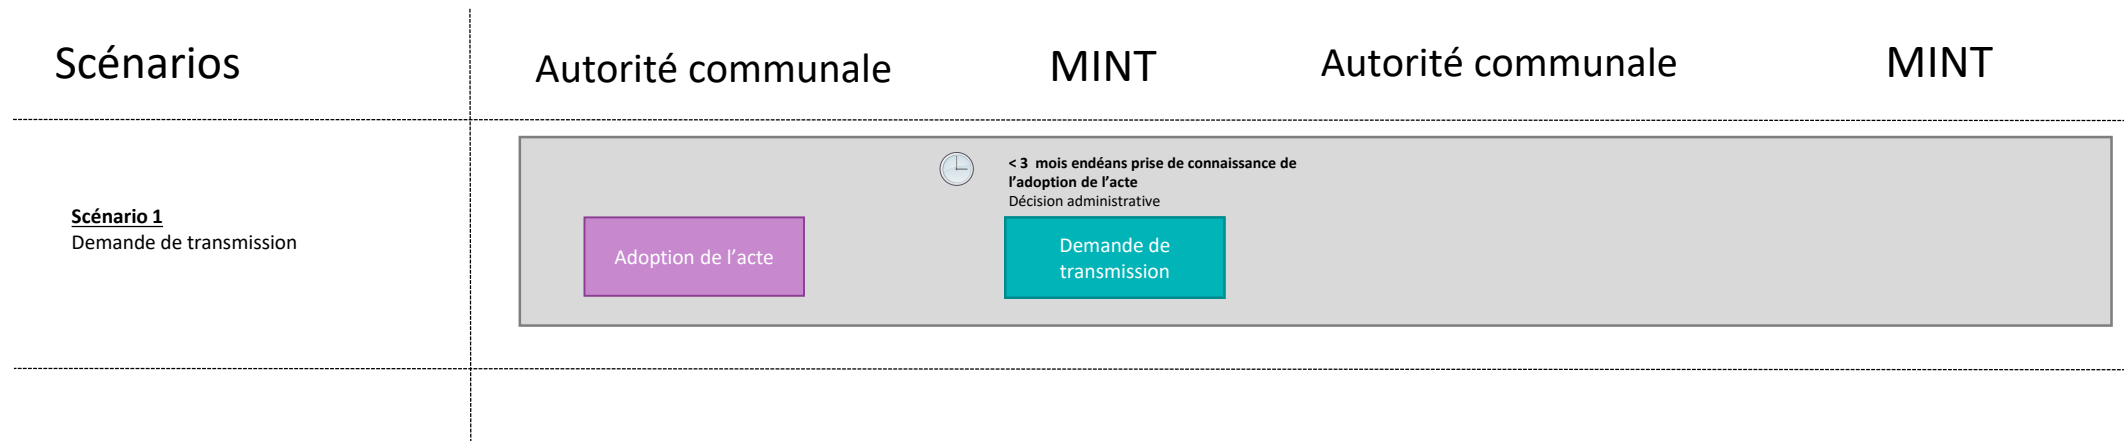 Scénarios
Autorité communale
MINT
Autorité communale
MINT
< 3  mois endéans prise de connaissance de
l’adoption de l’acte
Décision administrative
Scénario 1
Demande de transmission
Adoption de l’acte
Demande de
transmission